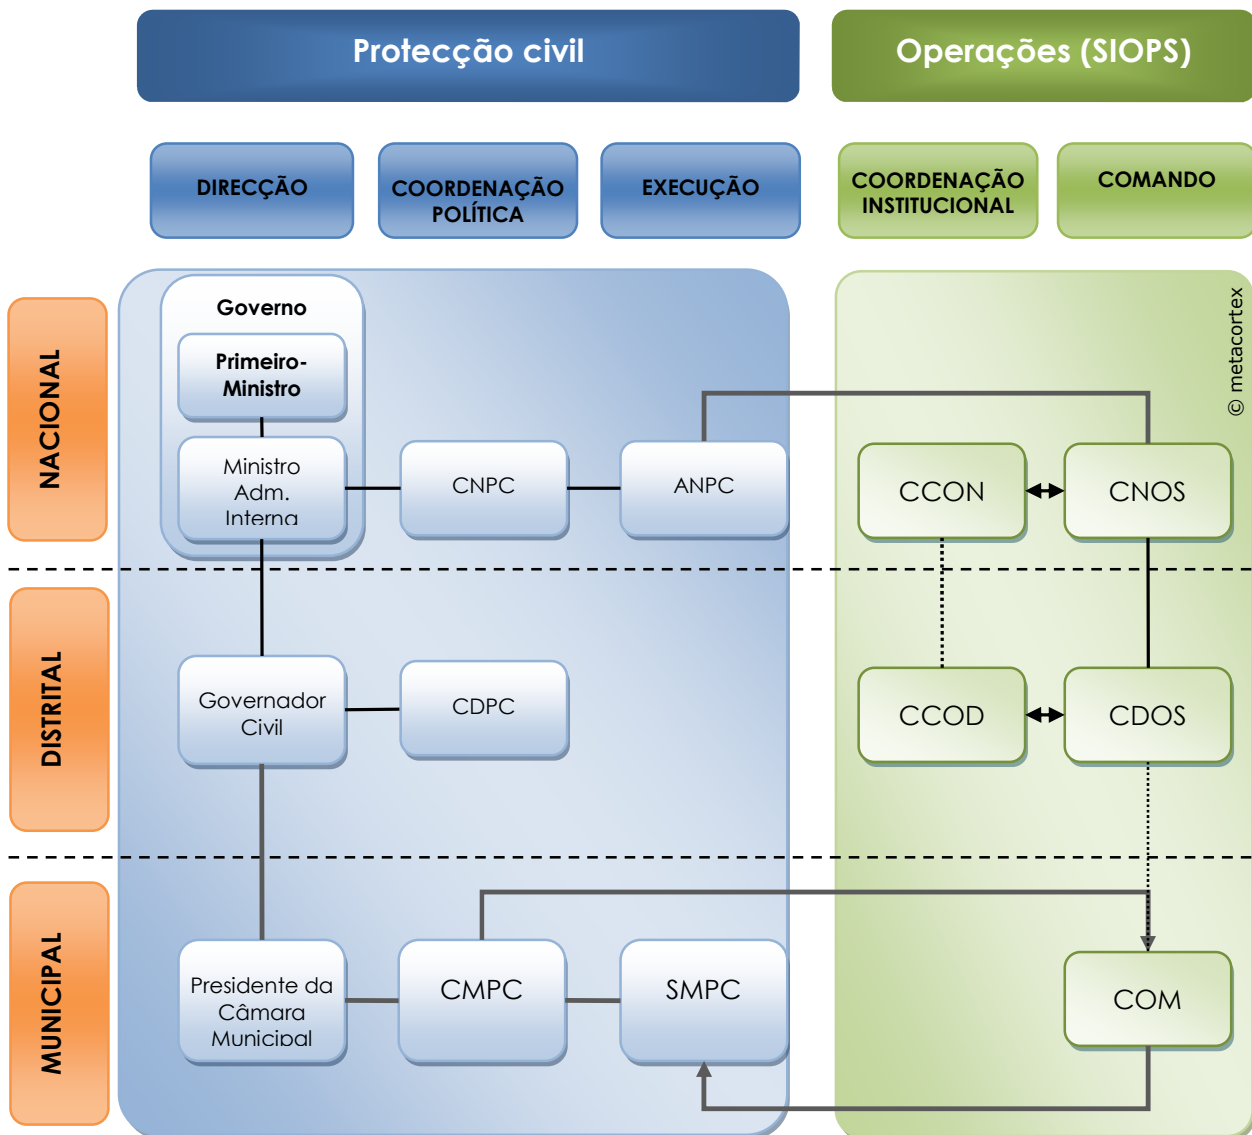 Protecção civil
Operações (SIOPS)
DIRECÇÃO
COORDENAÇÃO
POLÍTICA
EXECUÇÃO
COORDENAÇÃO
INSTITUCIONAL
COMANDO
NACIONAL
Governo
Primeiro-
Ministro
Ministro
Adm.
Interna
CNPC
ANPC
CCON
CNOS
© metacortex
DISTRITAL
Governador
Civil
CDPC
CCOD
CDOS
MUNICIPAL
Presidente da
Câmara
Municipal
CMPC
SMPC
COM